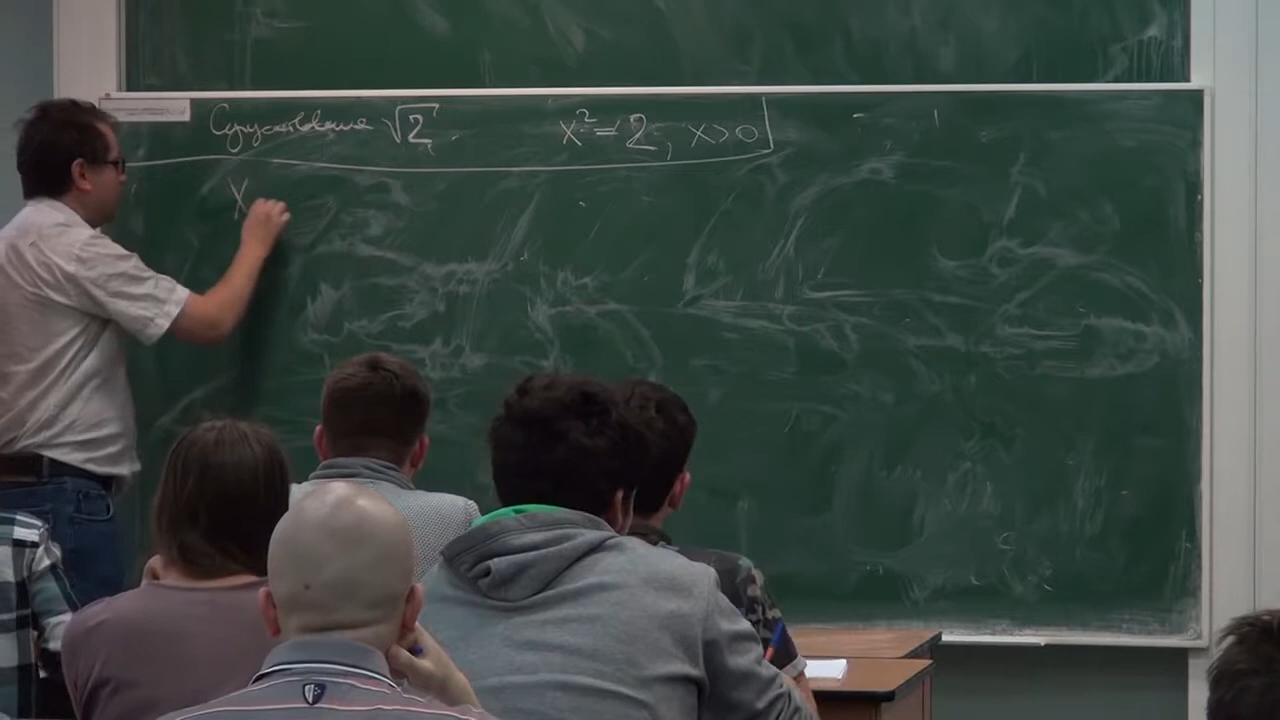 Существование √2. x² = 2, x>0
X